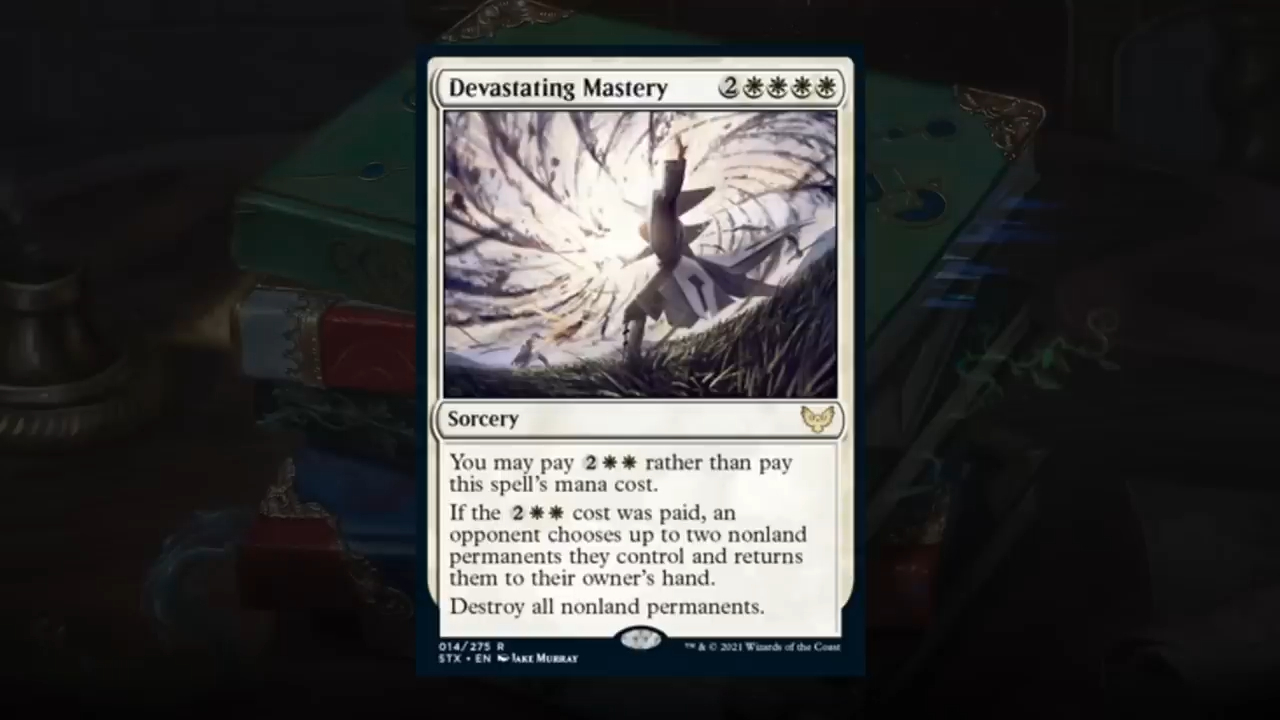 Devastating Mastery 2
Sorcery
You may pay 2 rather than pay
this spell's mana cost.
If the 2 cost was paid, an
opponent chooses up to two nonland
permanents they control and returns
them to their owner's hand.
Destroy all nonland permanents.
014/275 R
STX • EN JAKE MURRAY
™ & © 2021 Wizards of the Coast